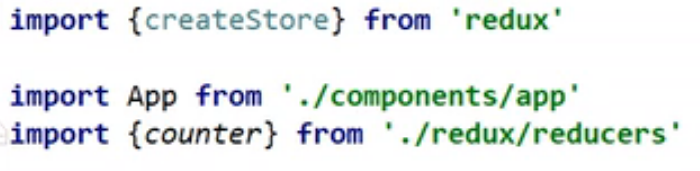 import {createStore} from 'redux'
import App from './components/app'
import {counter} from './redux/reducers'